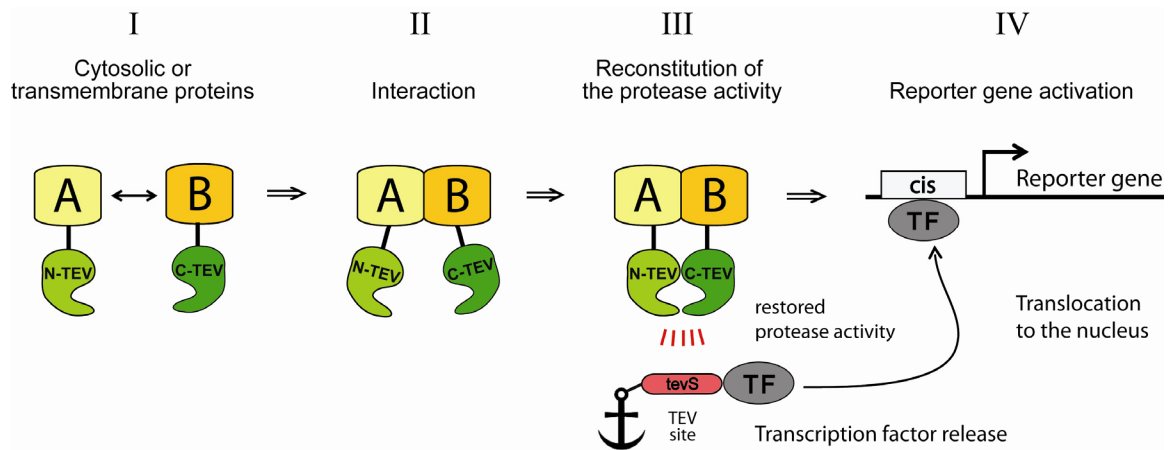 I
II
III
IV
Cytosolic or
transmembrane proteins
Interaction
Reconstitution of
the protease activity
Reporter gene activation
A
B
N-TEV
C-TEV
A
B
N-TEV
C-TEV
A
B
N-TEV
C-TEV
restored
protease activity
tevS
TF
TEV
site
Transcription factor release
cis
TF
Reporter gene
Translocation
to the nucleus